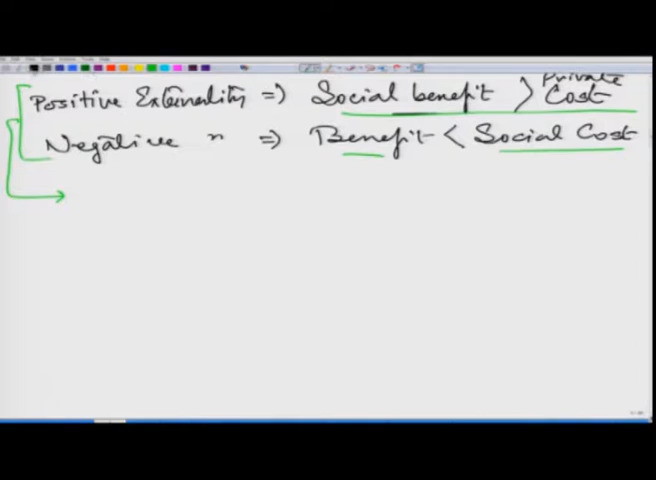 Private
Positive Externality => Social benefit > Cost
Negative " => Benefit < Social Cost